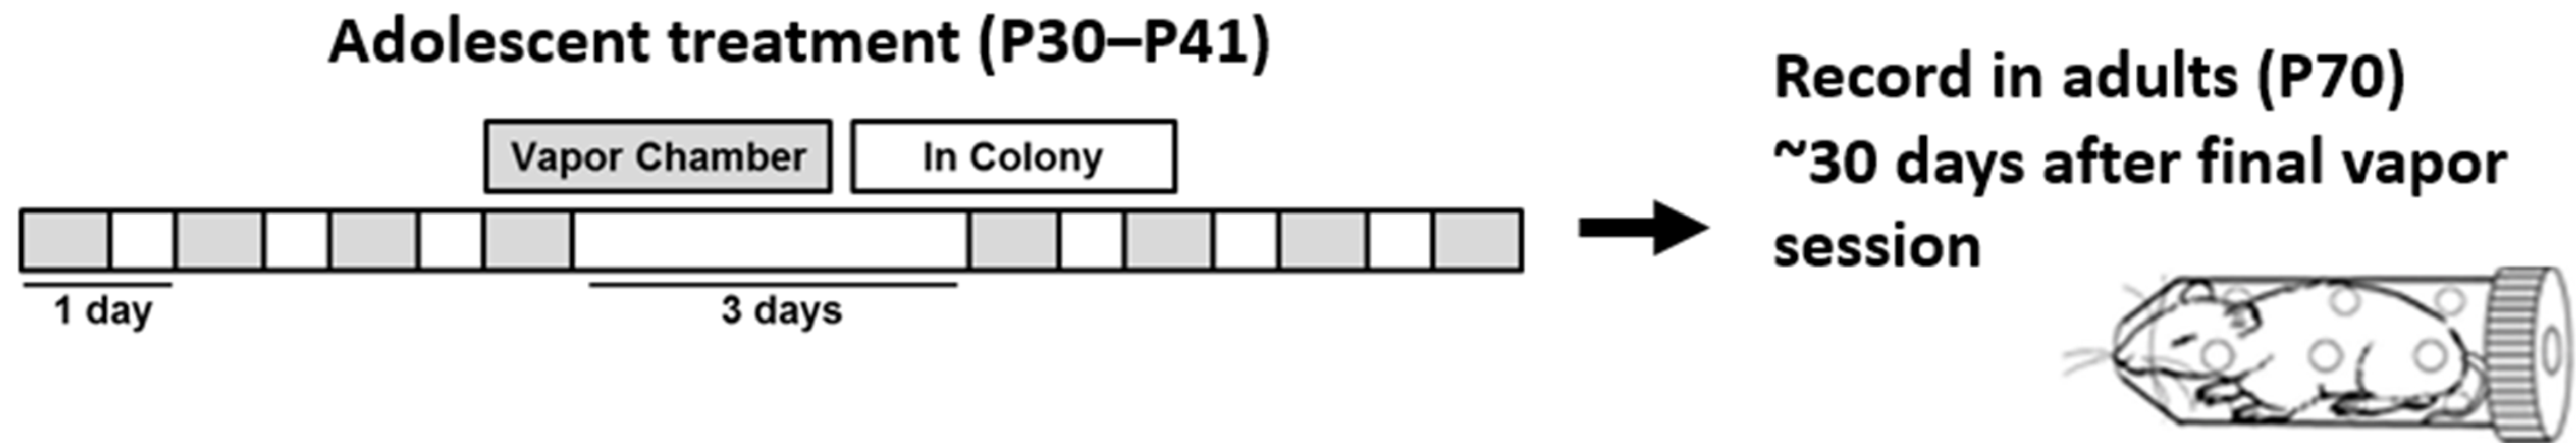 Adolescent treatment (P30–P41)
Vapor Chamber
In Colony
1 day
3 days
Record in adults (P70)
~30 days after final vapor
session